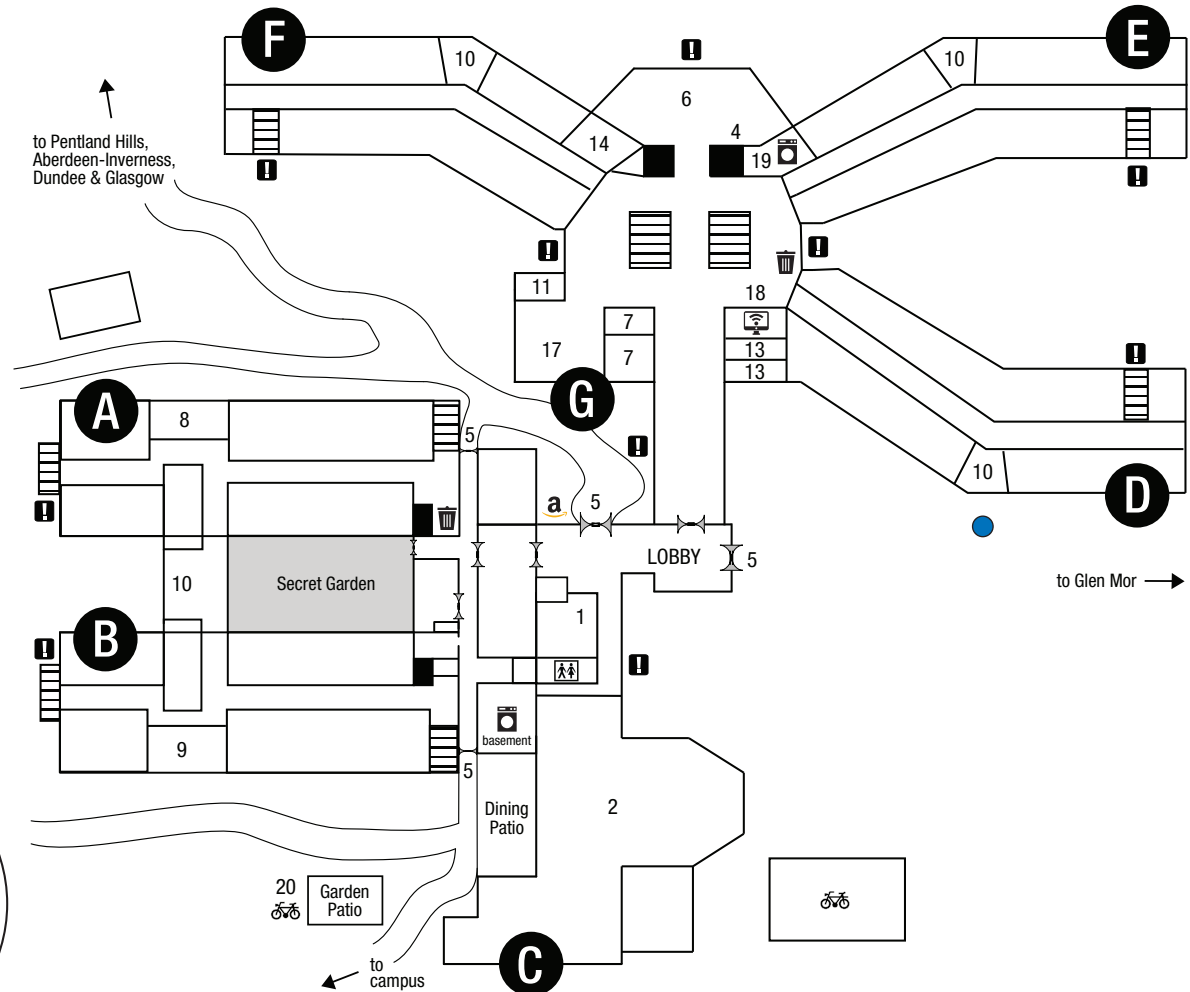 F
E
10
10
!
6
to Pentland Hills,
Aberdeen-Inverness,
Dundee & Glasgow
14
4
19
!
!
!
!
11
18
7
17
7
13
13
!
A
8
G
5
!
10
D
!
a
5
LOBBY
5
to Glen Mor
10
Secret Garden
1
B
!
!
basement
9
5
Dining
Patio
2
20
Garden
Patio
C
to
campus